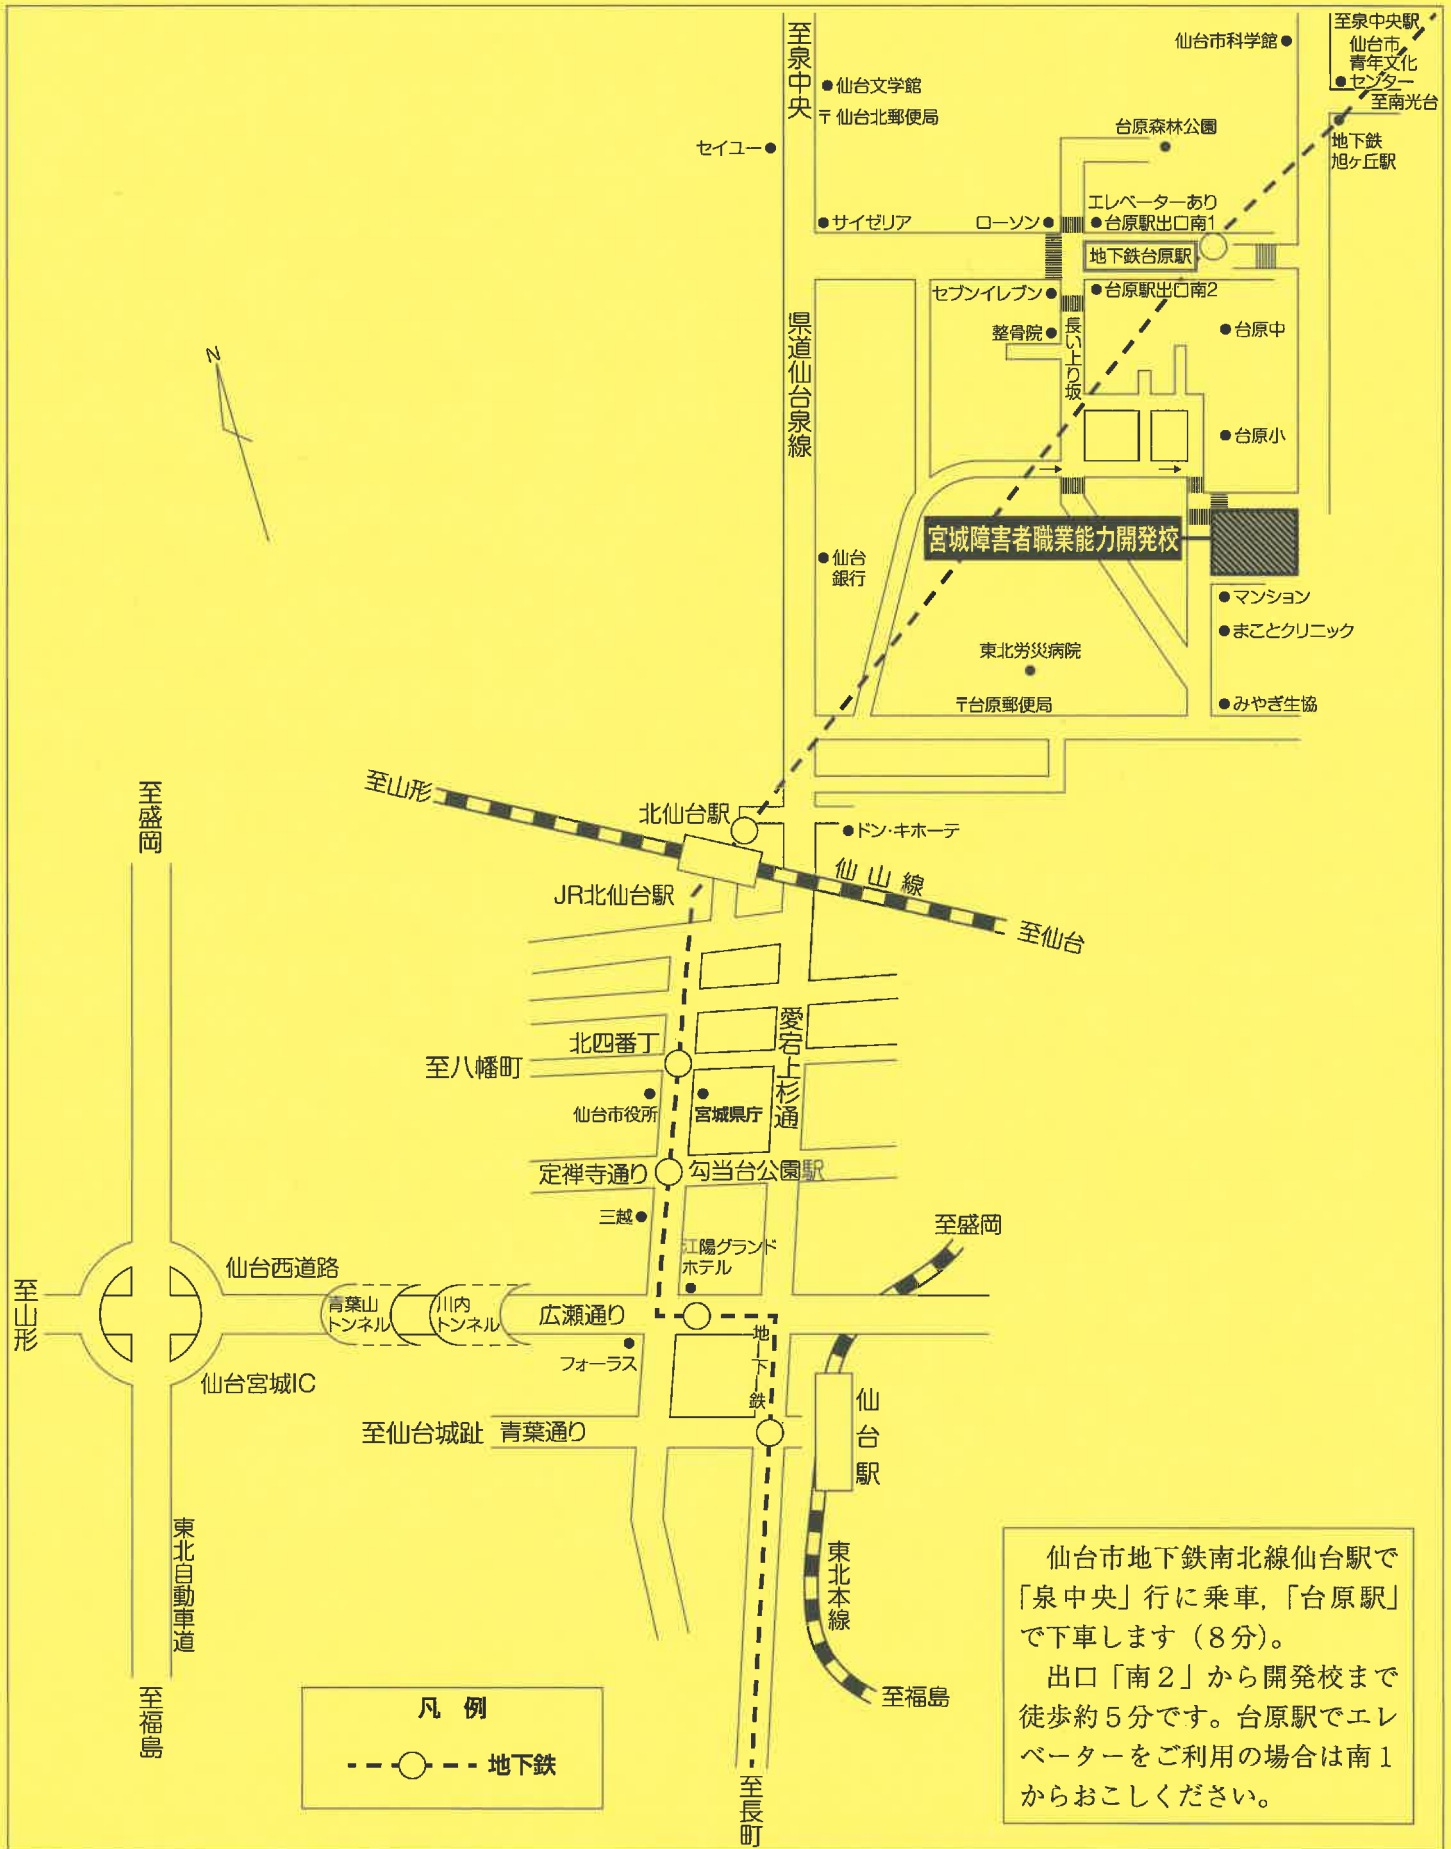 至泉中央
仙台文学館
〒仙台北郵便局
セイユー
サイゼリア
仙台市科学館
至泉中央駅
仙台市
青年文化
センター
至南光台
地下鉄
旭ヶ丘駅
台原森林公園
エレベーターあり
ローソン
台原駅出口南1
地下鉄台原駅
セブンイレブン
台原駅出口南2
整骨院
長い上り坂
台原中
台原小
県道仙台泉線
N
宮城障害者職業能力開発校
仙台
銀行
マンション
まことクリニック
東北労災病院
〒台原郵便局
みやぎ生協
至山形
北仙台駅
ドン・キホーテ
仙山線
JR北仙台駅
至仙台
至盛岡
北四番丁
至八幡町
愛宕上杉通
仙台市役所
宮城県庁
定禅寺通り
勾当台公園駅
三越
至盛岡
江陽グランド
ホテル
仙台西道路
至山形
青葉山
トンネル
川内
トンネル
広瀬通り
地下鉄
フォーラス
仙台宮城IC
至仙台城趾
青葉通り
仙台駅
東北自動車道
東北本線
至福島
至福島
至長町
凡 例
地下鉄
仙台市地下鉄南北線仙台駅で
「泉中央」行に乗車,「台原駅」
で下車します(8分)。
出口「南2」から開発校まで
徒歩約5分です。台原駅でエレ
ベーターをご利用の場合は南1
からおこしください。